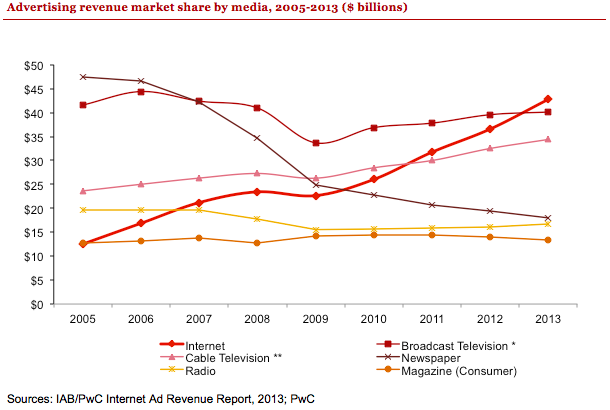 Advertising revenue market share by media, 2005-2013 ($ billions)
$50
$45
$40
$35
$30
$25
$20
$15
$10
$5
$0
2005 2006 2007 2008 2009 2010 2011 2012 2013
Internet Broadcast Television *
Cable Television ** Newspaper
Radio Magazine (Consumer)
Sources: IAB/PwC Internet Ad Revenue Report, 2013; PwC